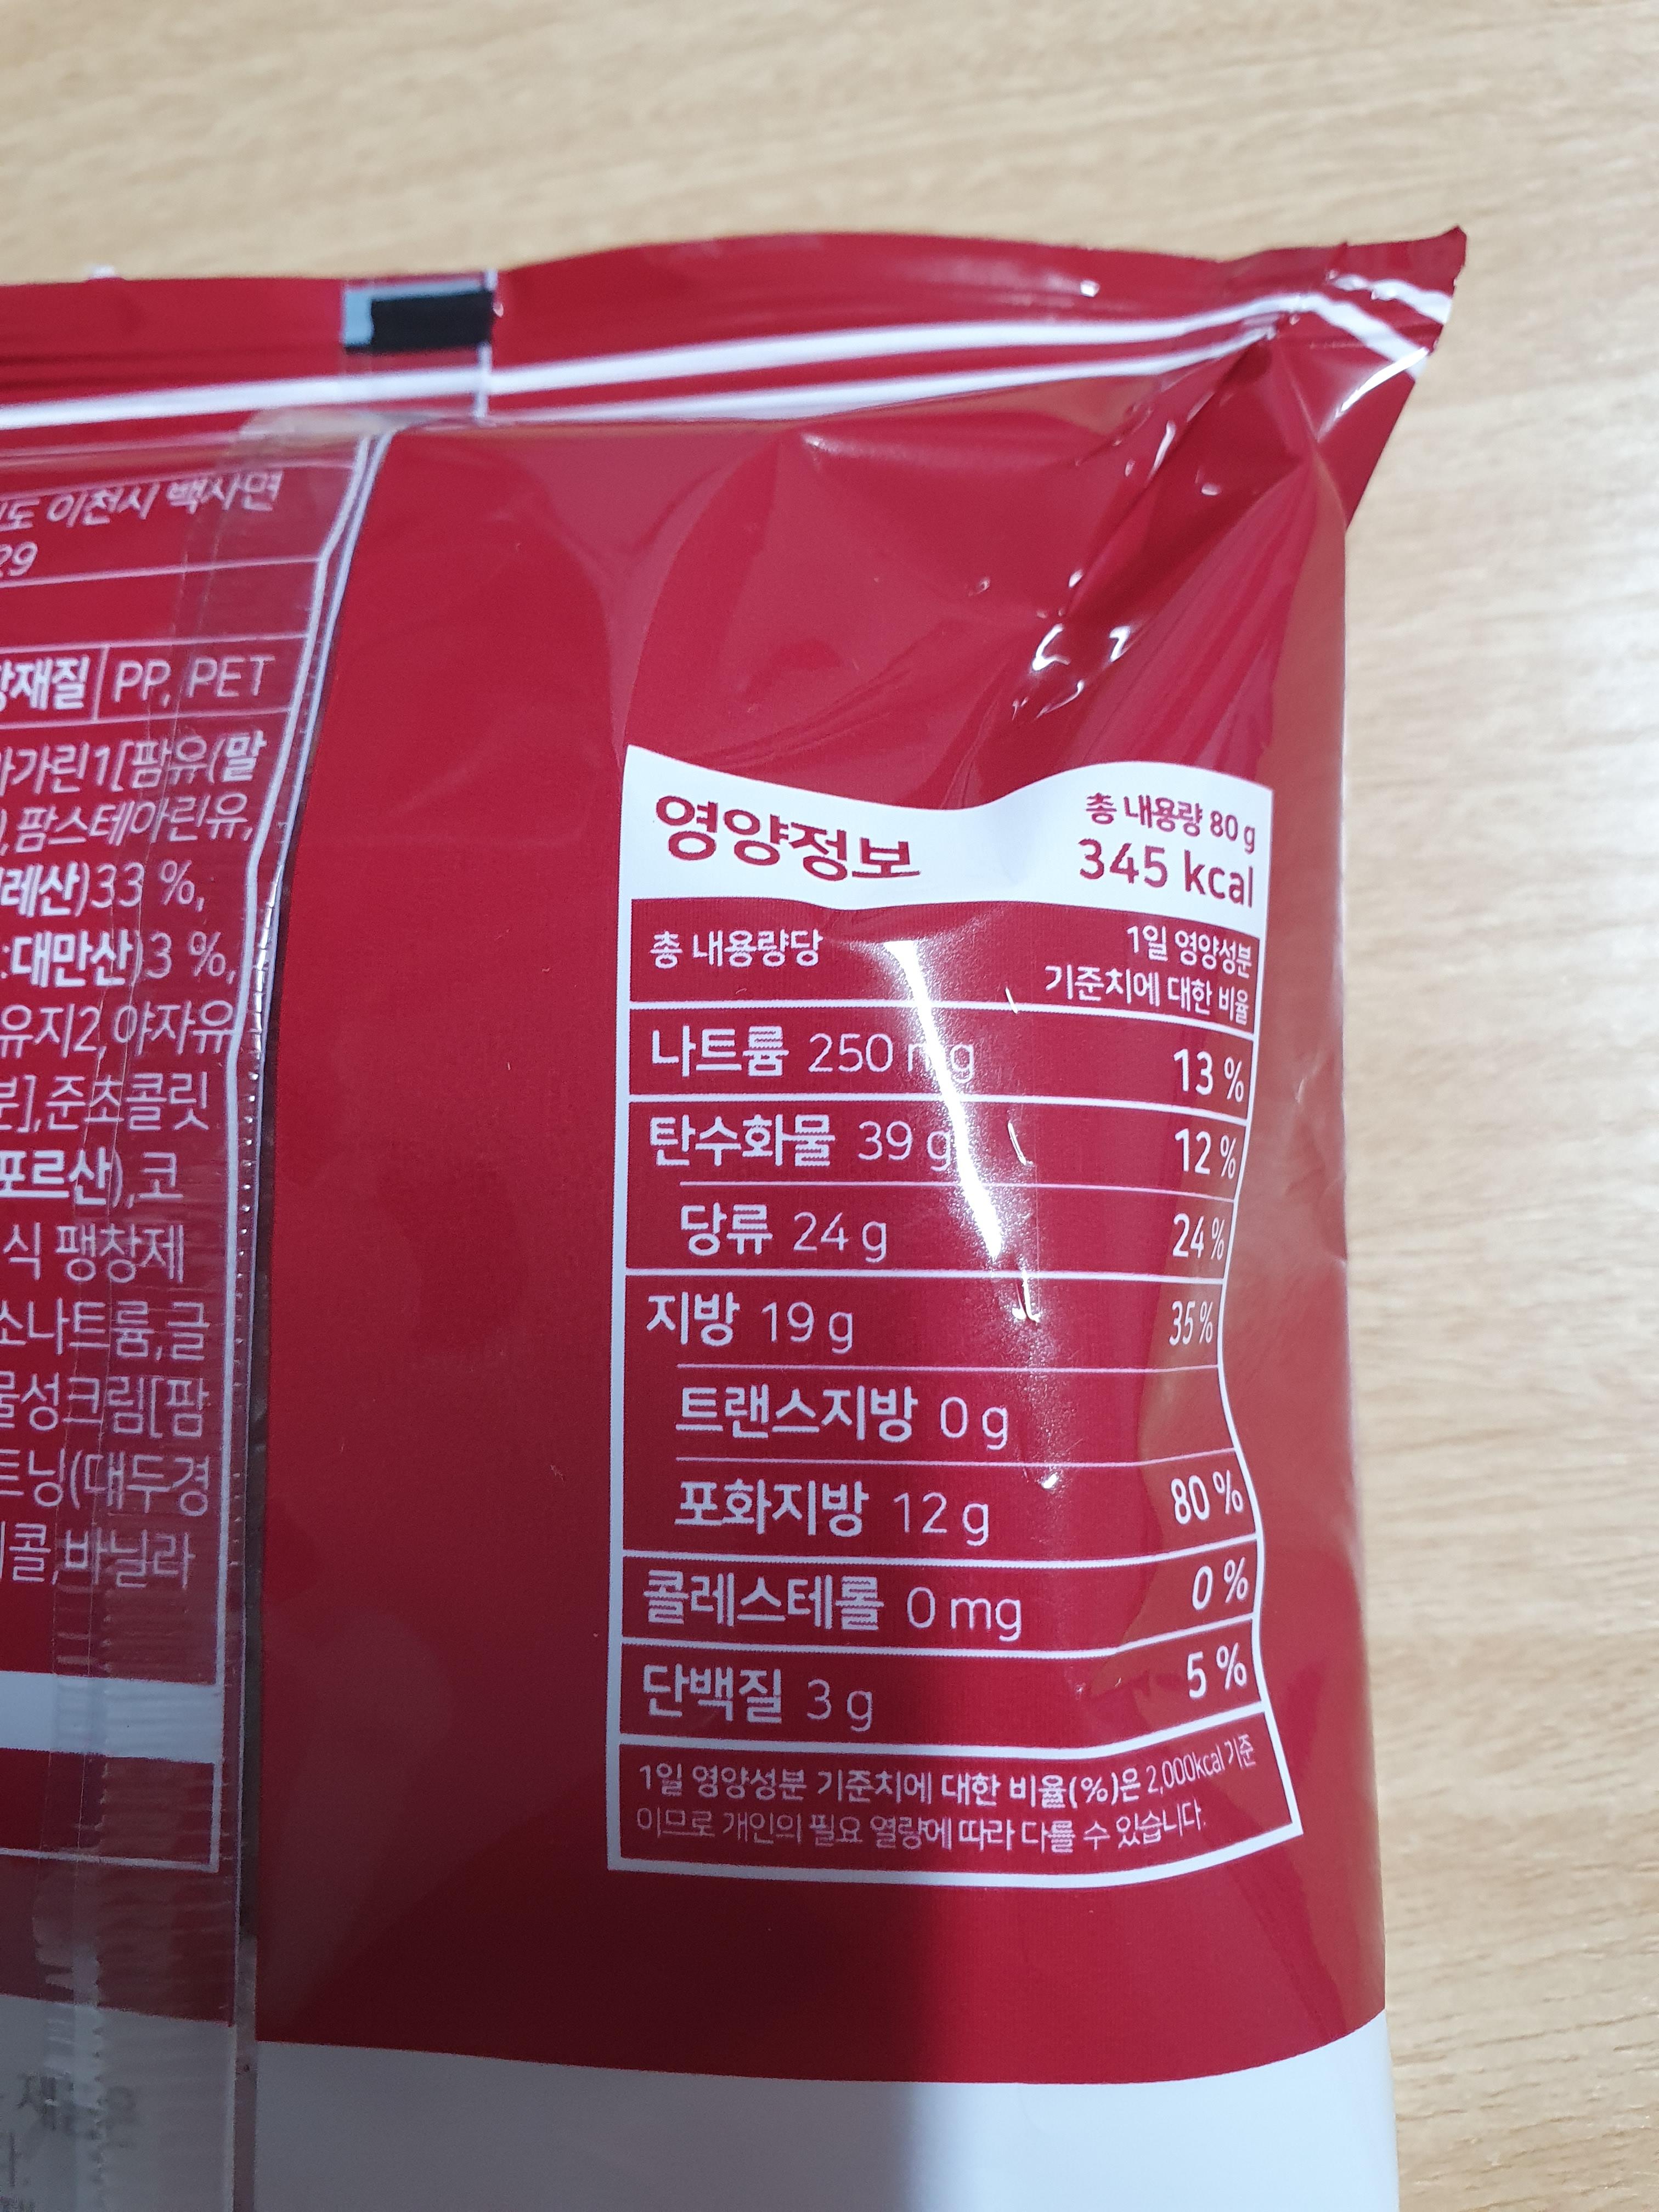 도 이천시 백사면
29
재질 PP, PET
가린1[팜유(말
),팜스테아린유,
레산)33 %,
:대만산)3 %,
유지2,야자유
분],준초콜릿
포르산),코
식 팽창제
소나트륨,글
물성크림[팜
트닝(대두경
콜,바닐라
영양정보
총 내용량 80 g
345 kcal
총 내용량당
1일 영양성분
기준치에 대한 비율
나트륨 250 mg 13 %
탄수화물 39 g 12 %
당류 24 g 24 %
지방 19 g 35 %
트랜스지방 0 g
포화지방 12 g 80 %
콜레스테롤 0 mg 0 %
단백질 3 g 5 %
1일 영양성분 기준치에 대한 비율(%)은 2,000kcal 기준
이므로 개인의 필요 열량에 따라 다를 수 있습니다.